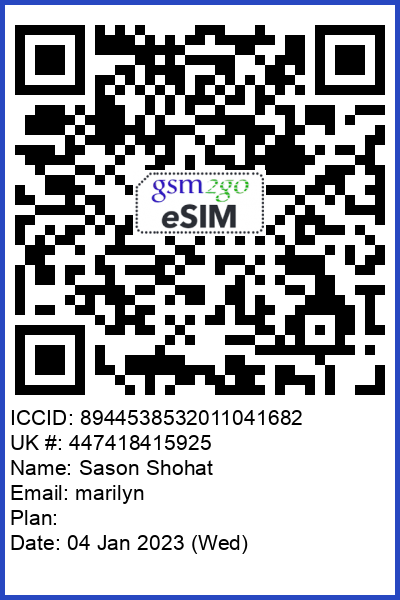 gsm2go
eSIM
ICCID: 8944538532011041682
UK #: 447418415925
Name: Sason Shohat
Email: marilyn
Plan:
Date: 04 Jan 2023 (Wed)